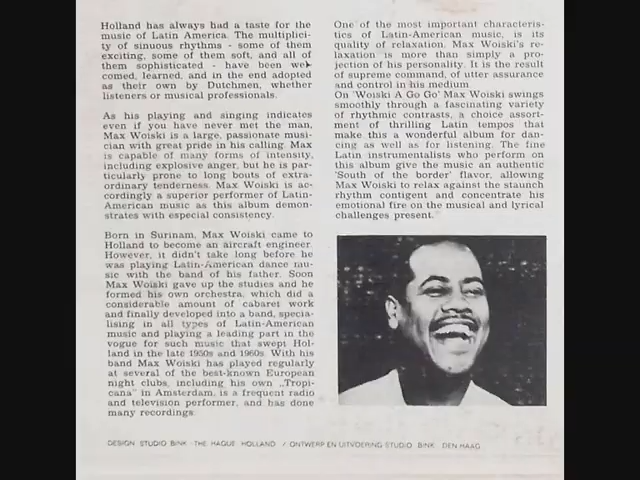 Holland has always had a taste for the
music of Latin America. The multiplici-
ty of sinuous rhythms - some of them
exciting, some of them soft, and all of
them sophisticated - have been wel-
comed, learned, and in the end adopted
as their own by Dutchmen, whether
listeners or musical professionals.
As his playing and singing indicates
even if you have never met the man,
Max Woiski is a large, passionate musi-
cian with great pride in his calling. Max
is capable of many forms of intensity,
including explosive anger, but he is par-
ticularly prone to long bouts of extra-
ordinary tenderness. Max Woiski is ac-
cordingly a superior performer of Latin-
American music as this album demon-
strates with especial consistency.
Born in Surinam, Max Woiski came to
Holland to become an aircraft engineer.
However, it didn't take long before he
was playing Latin-American dance mu-
sic with the band of his father. Soon
Max Woiski gave up the studies and he
formed his own orchestra, which did a
considerable amount of cabaret work
and finally developed into a band, specia-
lising in all types of Latin-American
music and playing a leading part in the
vogue for such music that swept Hol-
land in the late 1950s and 1960s. With his
band Max Woiski has played regularly
at several of the best-known European
night clubs, including his own „Tropi-
cana" in Amsterdam, is a frequent radio
and television performer, and has done
many recordings
One of the most important characteris-
tics of Latin-American music, is its
quality of relaxation. Max Woiski's re-
laxation is more than simply a pro-
jection of his personality. It is the result
of supreme command, of utter assurance
and control in his medium
On 'Woiski A Go Go' Max Woiski swings
smoothly through a fascinating variety
of rhythmic contrasts, a choice assort-
ment of thrilling Latin tempos that
make this a wonderful album for dan-
cing as well as for listening. The fine
Latin instrumentalists who perform on
this album give the music an authentic
'South of the border' flavor, allowing
Max Woiski to relax against the staunch
rhythm contigent and concentrate his
emotional fire on the musical and lyrical
challenges present.
DESIGN STUDIO BINK THE HAGUE HOLLAND / ONTWERP EN UITVOERING STUDIO BINK DEN HAAG